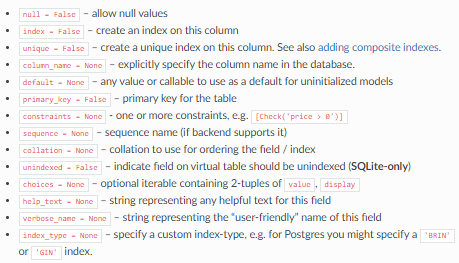 • null = False – allow null values
• index = False – create an index on this column
• unique = False – create a unique index on this column. See also adding composite indexes.
• column_name = None – explicitly specify the column name in the database.
• default = None – any value or callable to use as a default for uninitialized models
• primary_key = False – primary key for the table
• constraints = None - one or more constraints, e.g. [Check('price > 0')]
• sequence = None – sequence name (if backend supports it)
• collation = None – collation to use for ordering the field / index
• unindexed = False – indicate field on virtual table should be unindexed (SQLite-only)
• choices = None – optional iterable containing 2-tuples of value , display
• help_text = None – string representing any helpful text for this field
• verbose_name = None – string representing the “user-friendly” name of this field
• index_type = None – specify a custom index-type, e.g. for Postgres you might specify a 'BRIN'
or 'GIN' index.